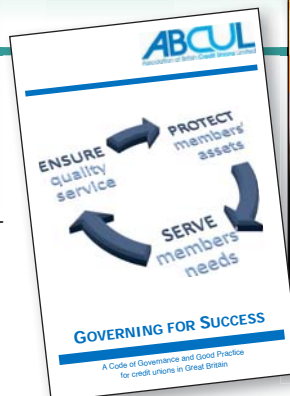 ABCUL
Association of British Credit Unions Limited
PROTECT
members'
assets
ENSURE
quality
service
SERVE
members'
needs
GOVERNING FOR SUCCESS
A Code of Governance and Good Practice
for credit unions in Great Britain